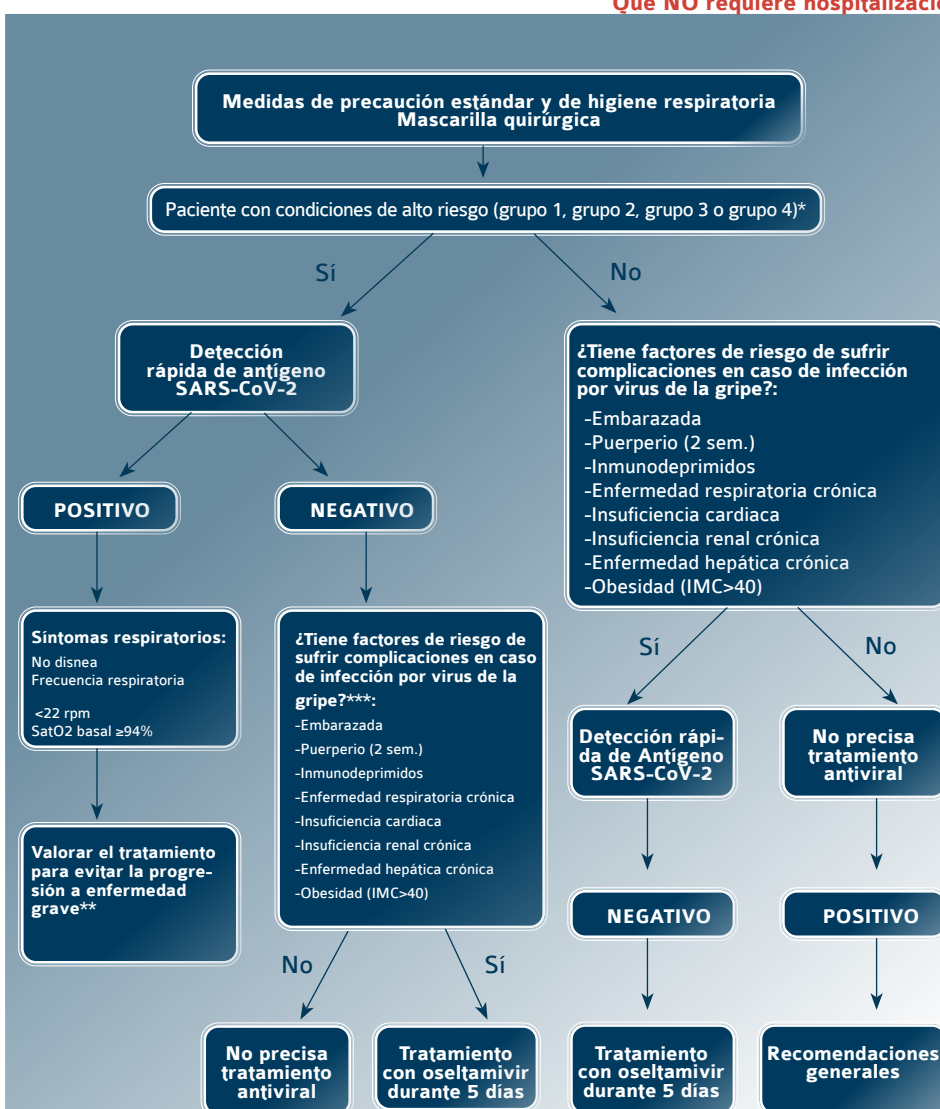 Que NO requiere hospitalizació
Medidas de precaución estándar y de higiene respiratoria
Mascarilla quirúrgica
Paciente con condiciones de alto riesgo (grupo 1, grupo 2, grupo 3 o grupo 4)*
Sí
No
Detección
rápida de antígeno
SARS-CoV-2
¿Tiene factores de riesgo de sufrir
complicaciones en caso de infección
por virus de la gripe?:
-Embarazada
-Puerperio (2 sem.)
-Inmunodeprimidos
-Enfermedad respiratoria crónica
-Insuficiencia cardiaca
-Insuficiencia renal crónica
-Enfermedad hepática crónica
-Obesidad (IMC>40)
POSITIVO
NEGATIVO
Síntomas respiratorios:
No disnea
Frecuencia respiratoria
<22 rpm
SatO2 basal ≥94%
¿Tiene factores de riesgo de
sufrir complicaciones en caso
de infección por virus de la
gripe?***:
-Embarazada
-Puerperio (2 sem.)
-Inmunodeprimidos
-Enfermedad respiratoria crónica
-Insuficiencia cardiaca
-Insuficiencia renal crónica
-Enfermedad hepática crónica
-Obesidad (IMC>40)
Sí
No
Detección rápi-
da de Antígeno
SARS-CoV-2
No precisa
tratamiento
antiviral
Valorar el tratamiento
para evitar la progre-
sión a enfermedad
grave**
NEGATIVO
POSITIVO
No
Sí
No precisa
tratamiento
antiviral
Tratamiento
con oseltamivir
durante 5 días
Tratamiento
con oseltamivir
durante 5 días
Recomendaciones
generales